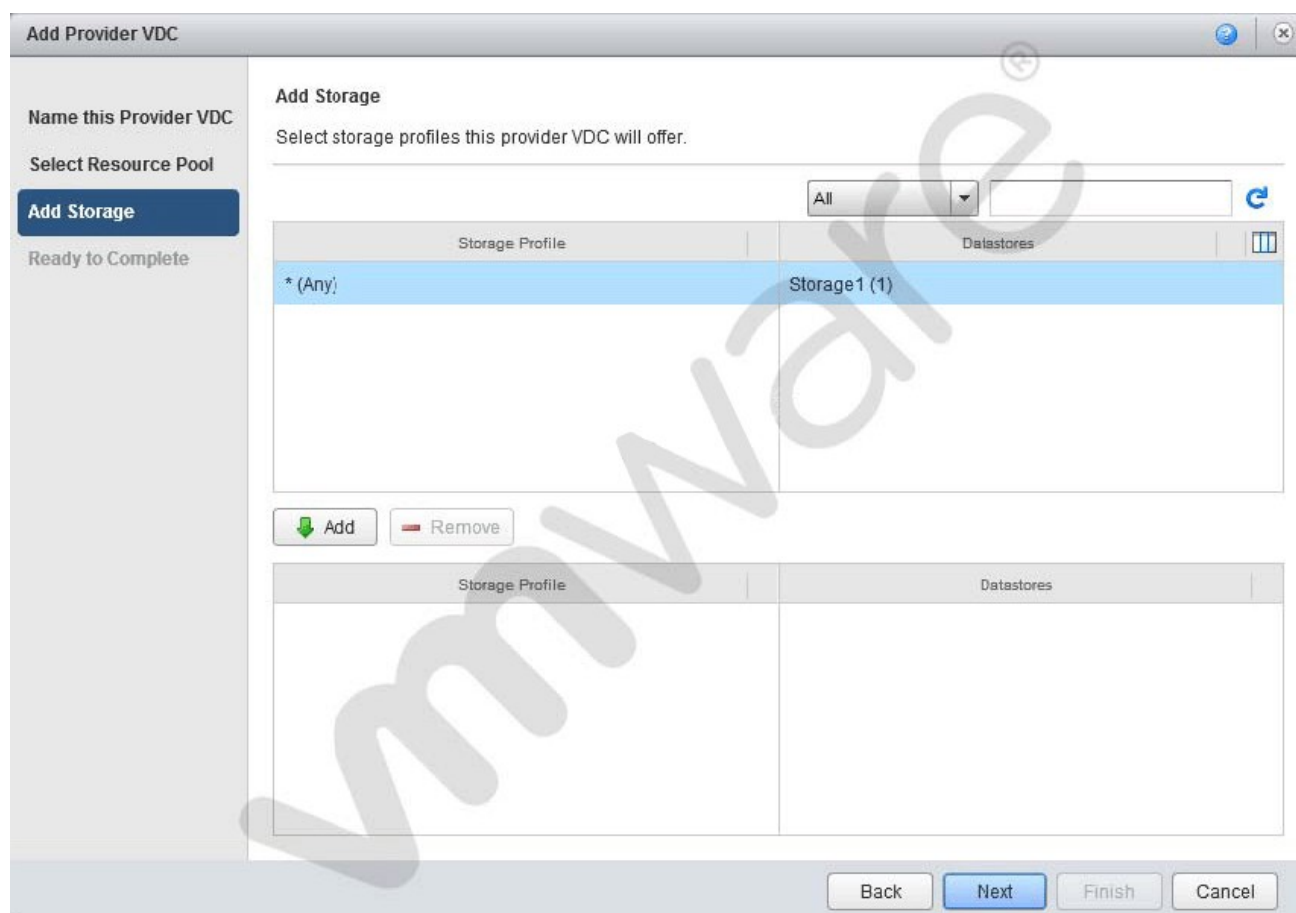 Add Provider VDC
Name this Provider VDC
Select Resource Pool
Add Storage
Ready to Complete
Add Storage
Select storage profiles this provider VDC will offer.
All
Storage Profile Datastores
* (Any) Storage1 (1)
Add Remove
Storage Profile Datastores
Back Next Finish Cancel
vmware®